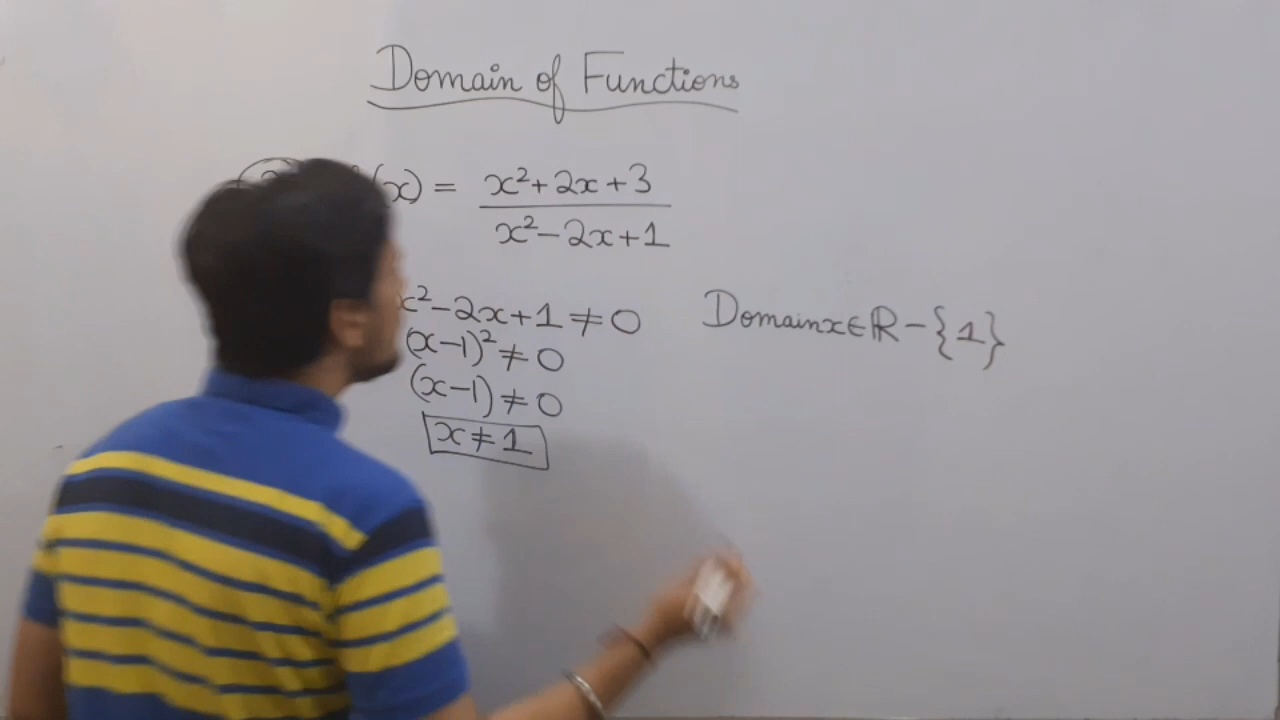 Domain of Functions
(x) = x²+2x+3 / x²-2x+1
x²-2x+1 ≠ 0
(x-1)² ≠ 0
(x-1) ≠ 0
x ≠ 1
Domain x ∈ ℝ - {1}